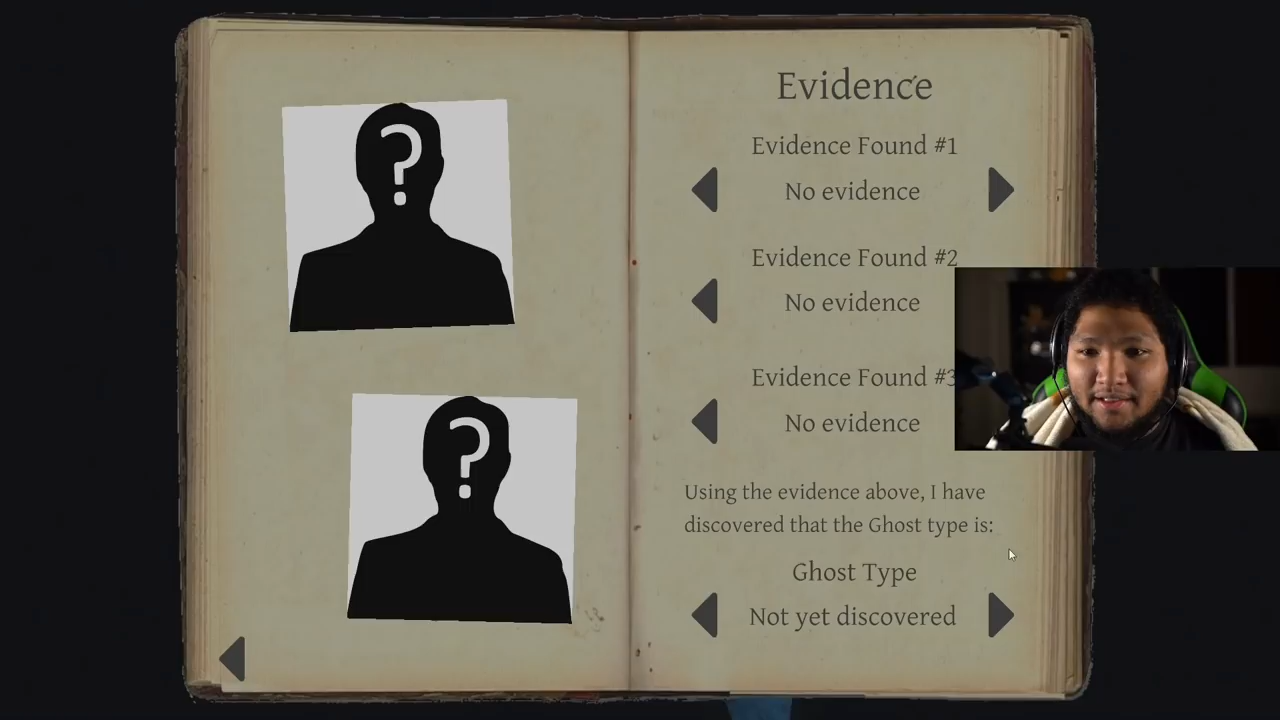 ?
?
Evidence
Evidence Found #1
No evidence
Evidence Found #2
No evidence
Evidence Found #3
No evidence
Using the evidence above, I have
discovered that the Ghost type is:
Ghost Type
Not yet discovered